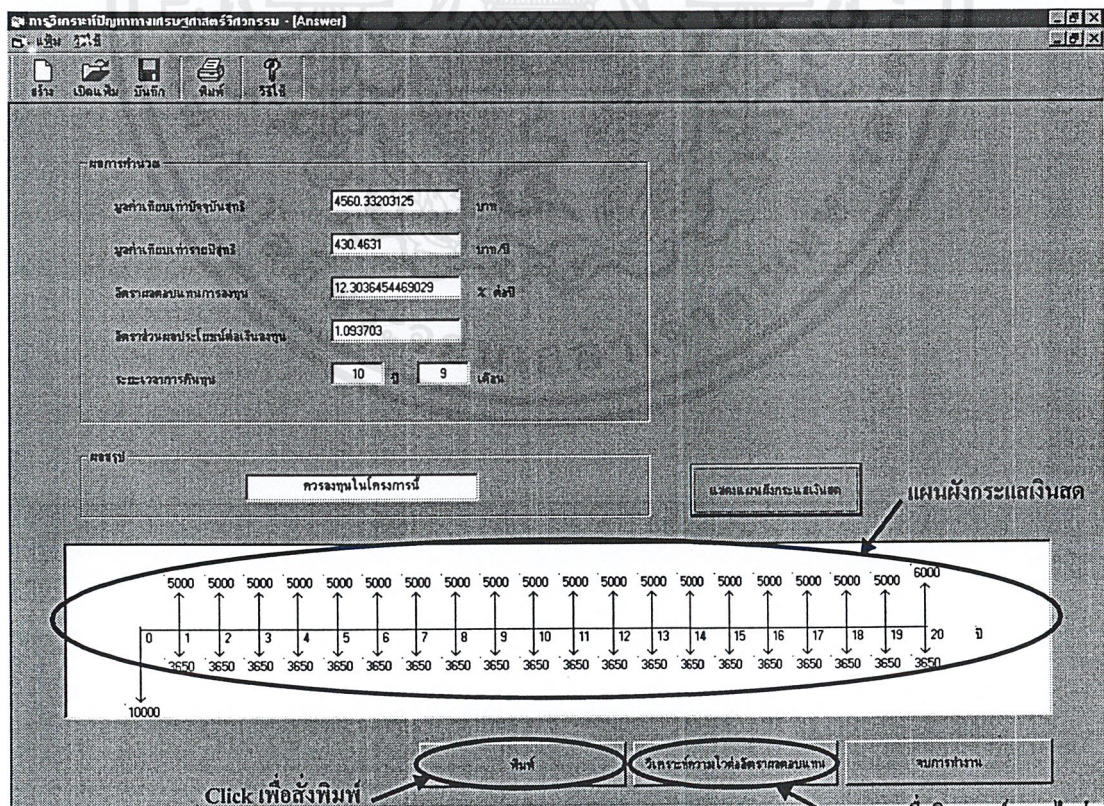 การวิเคราะห์ปัญหาทางเศรษฐศาสตร์วิศวกรรม - [Answer]
แฟ้ม วิธีใช้
สร้าง เปิดแฟ้ม บันทึก พิมพ์ วิธีใช้
ผลการคำนวณ
มูลค่าเทียบเท่าปัจจุบันสุทธิ 4560.33203125 บาท
มูลค่าเทียบเท่ารายปีสุทธิ 430.4631 บาท/ปี
อัตราผลตอบแทนการลงทุน 12.3036454469029 % ต่อปี
อัตราส่วนผลประโยชน์ต่อเงินลงทุน 1.093703
ระยะเวลาการคืนทุน 10 ปี 9 เดือน
ผลสรุป
ควรลงทุนในโครงการนี้
แสดงแผนผังกระแสเงินสด
แผนผังกระแสเงินสด
5000 5000 5000 5000 5000 5000 5000 5000 5000 5000 5000 5000 5000 5000 5000 5000 5000 5000 5000 6000
0 1 2 3 4 5 6 7 8 9 10 11 12 13 14 15 16 17 18 19 20 ปี
3650 3650 3650 3650 3650 3650 3650 3650 3650 3650 3650 3650 3650 3650 3650 3650 3650 3650 3650 3650
10000
พิมพ์ วิเคราะห์ความไวต่ออัตราผลตอบแทน จบการทำงาน
Click เพื่อสั่งพิมพ์